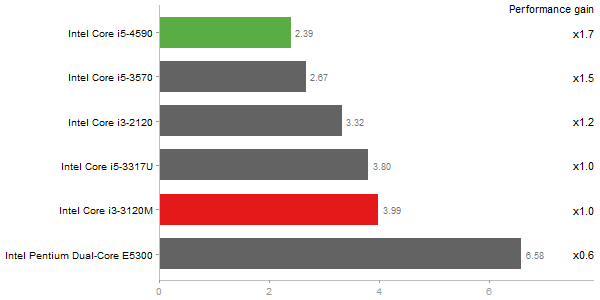 Performance gain
Intel Core i5-4590 2.39 x1.7
Intel Core i5-3570 2.67 x1.5
Intel Core i3-2120 3.32 x1.2
Intel Core i5-3317U 3.80 x1.0
Intel Core i3-3120M 3.99 x1.0
Intel Pentium Dual-Core E5300 6.58 x0.6
0 2 4 6